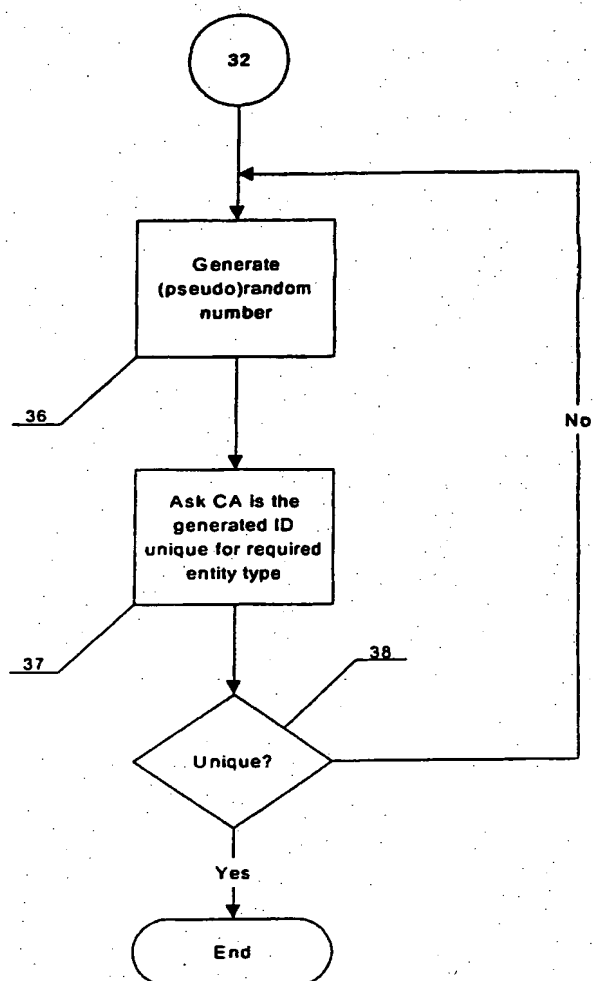 32
Generate
(pseudo)random
number
36
No
Ask CA is the
generated ID
unique for required
entity type
37
38
Unique?
Yes
End